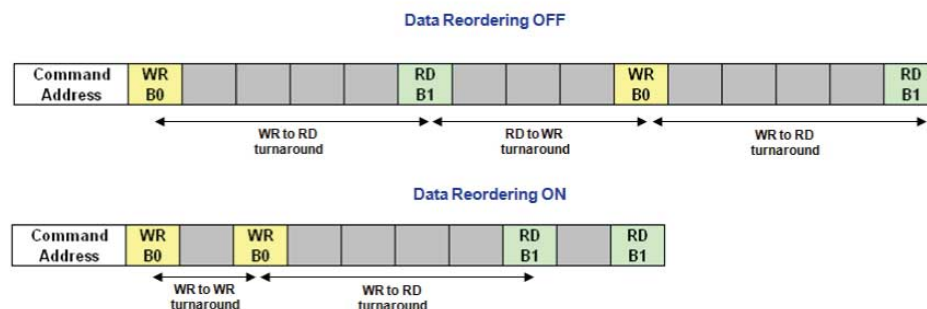 Data Reordering OFF
Command Address WR B0 RD B1 WR B0 RD B1
WR to RD turnaround RD to WR turnaround WR to RD turnaround
Data Reordering ON
Command Address WR B0 WR B0 RD B1 RD B1
WR to WR turnaround WR to RD turnaround